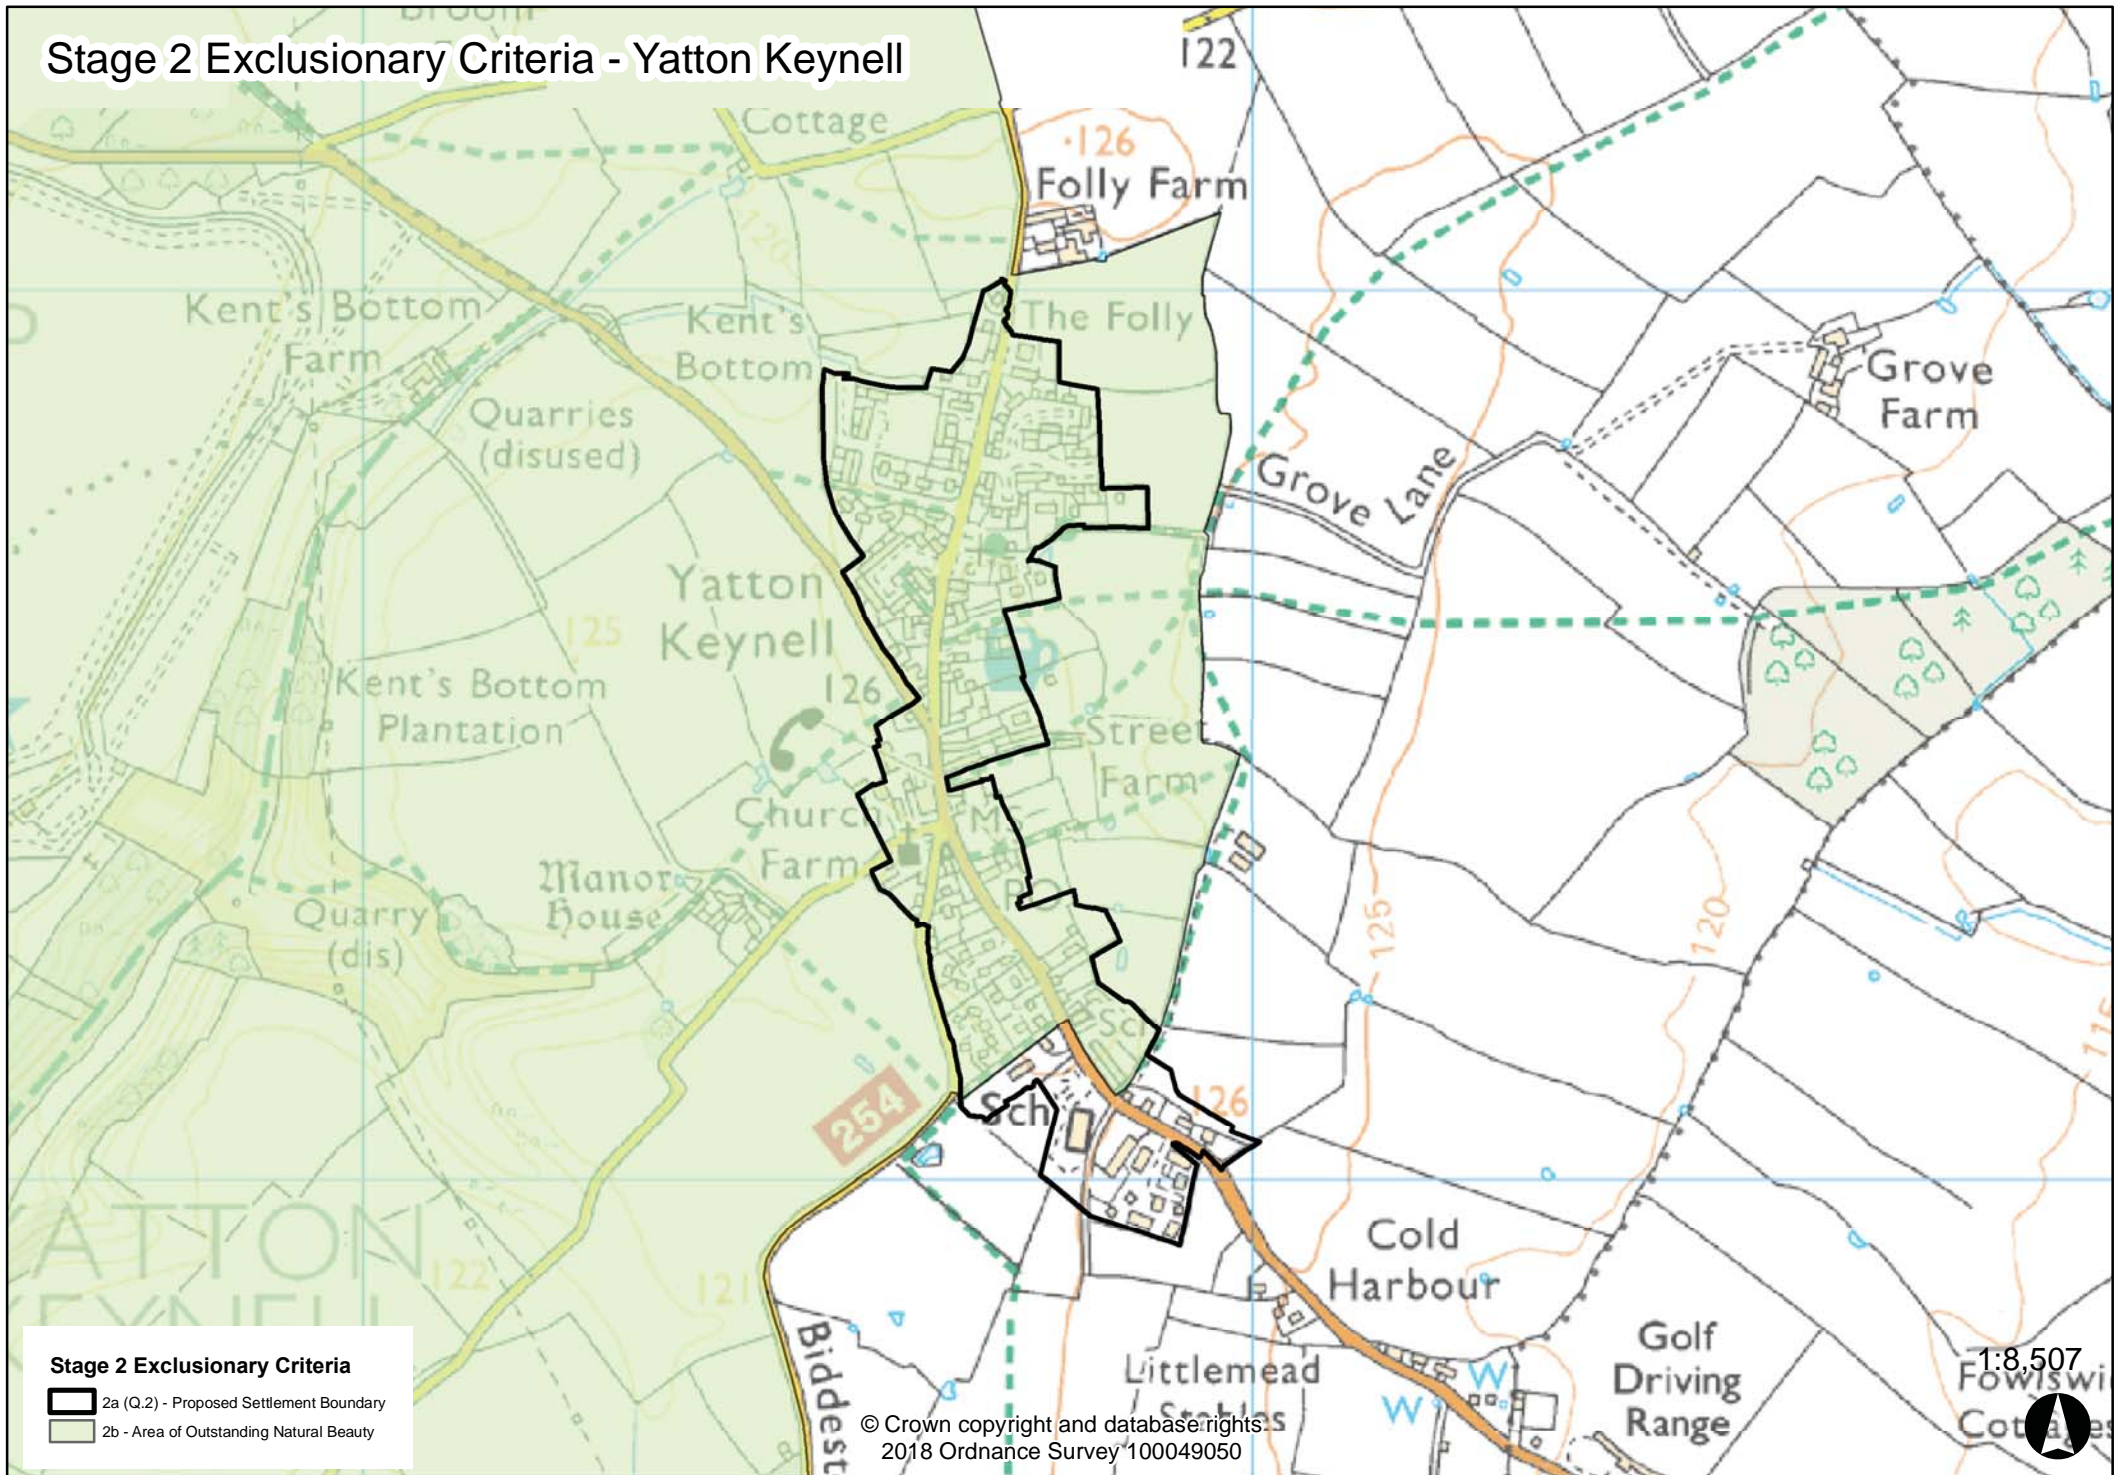 Stage 2 Exclusionary Criteria - Yatton Keynell
122
Cottage
126
Folly Farm
120
Kent's Bottom
Farm
Kent's
Bottom
The Folly
Grove
Farm
Quarries
(disused)
Grove Lane
Yatton
Keynell
125
126
Kent's Bottom
Plantation
Street
Farm
Church
Farm
MS
PO
Manor
House
Quarry
(dis)
125
120
Sch
Sch
126
254
YATTON
KEYNELL
122
121
Cold
Harbour
Golf
Driving
Range
Littlemead
Stables
W
W
1:8,507
Stage 2 Exclusionary Criteria
2a (Q.2) - Proposed Settlement Boundary
2b - Area of Outstanding Natural Beauty
© Crown copyright and database rights
2018 Ordnance Survey 100049050